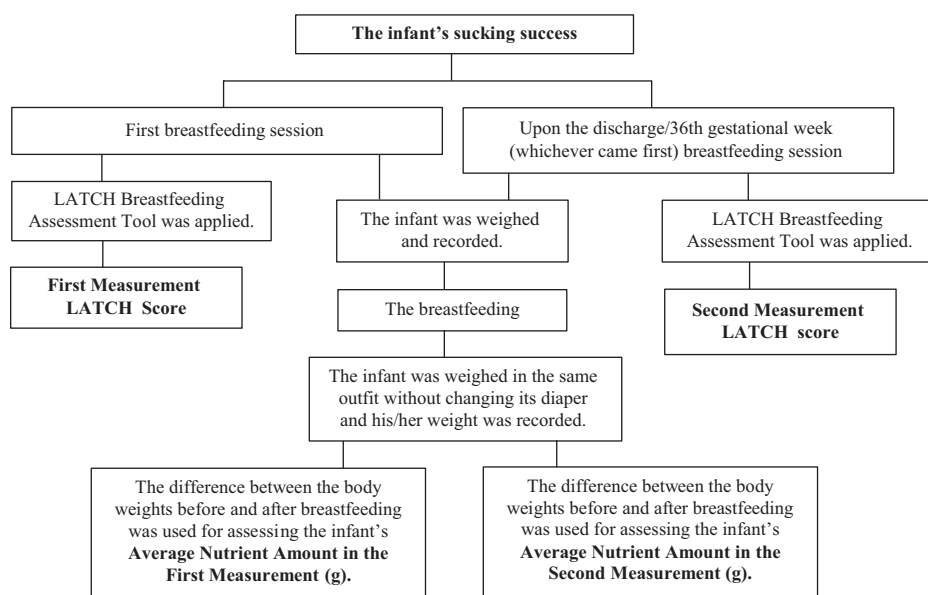 The infant's sucking success
First breastfeeding session
Upon the discharge/36th gestational week
(whichever came first) breastfeeding session
LATCH Breastfeeding
Assessment Tool was applied.
The infant was weighed
and recorded.
LATCH Breastfeeding
Assessment Tool was applied.
First Measurement
LATCH Score
The breastfeeding
Second Measurement
LATCH score
The infant was weighed in the same
outfit without changing its diaper
and his/her weight was recorded.
The difference between the body
weights before and after breastfeeding
was used for assessing the infant's
Average Nutrient Amount in the
First Measurement (g).
The difference between the body
weights before and after breastfeeding
was used for assessing the infant's
Average Nutrient Amount in the
Second Measurement (g).